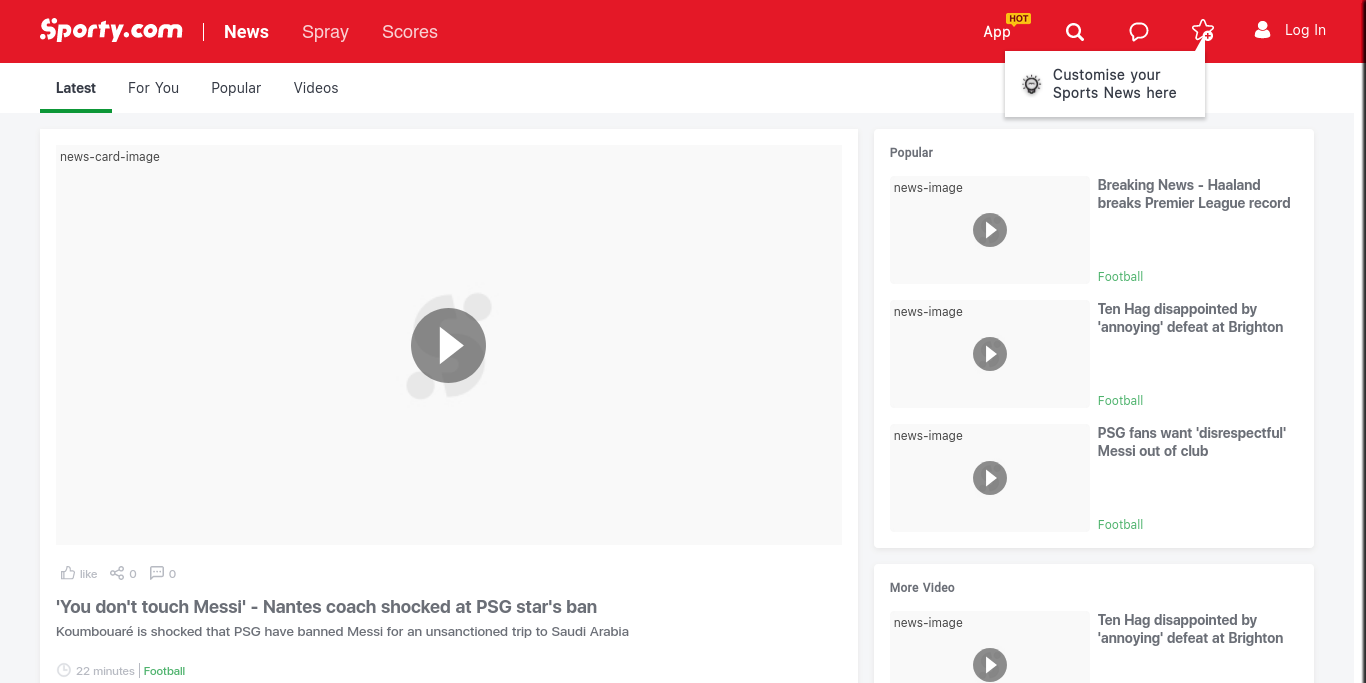 Sporty.com
News
Spray
Scores
App
HOT
Log In
Customise your
Sports News here
Latest
For You
Popular
Videos
news-card-image
like
0
0
'You don't touch Messi' - Nantes coach shocked at PSG star's ban
Koumbouaré is shocked that PSG have banned Messi for an unsanctioned trip to Saudi Arabia
22 minutes
Football
Popular
news-image
Breaking News - Haaland
breaks Premier League record
Football
news-image
Ten Hag disappointed by
'annoying' defeat at Brighton
Football
news-image
PSG fans want 'disrespectful'
Messi out of club
Football
More Video
news-image
Ten Hag disappointed by
'annoying' defeat at Brighton